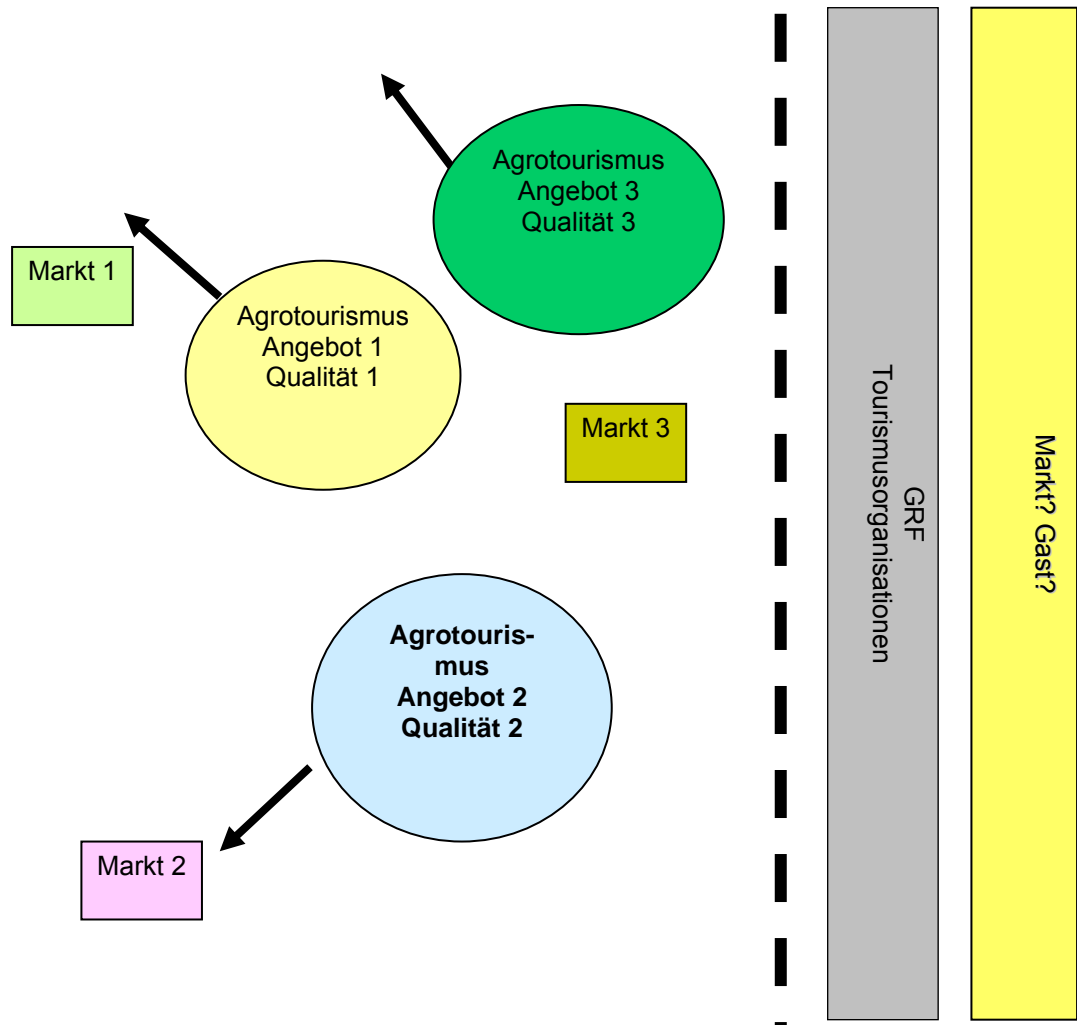 Agrotourismus
Angebot 3
Qualität 3
Markt 1
Agrotourismus
Angebot 1
Qualität 1
Markt 3
Agrotouris-
mus
Angebot 2
Qualität 2
Markt 2
GRF
Tourismusorganisationen
Markt? Gast?